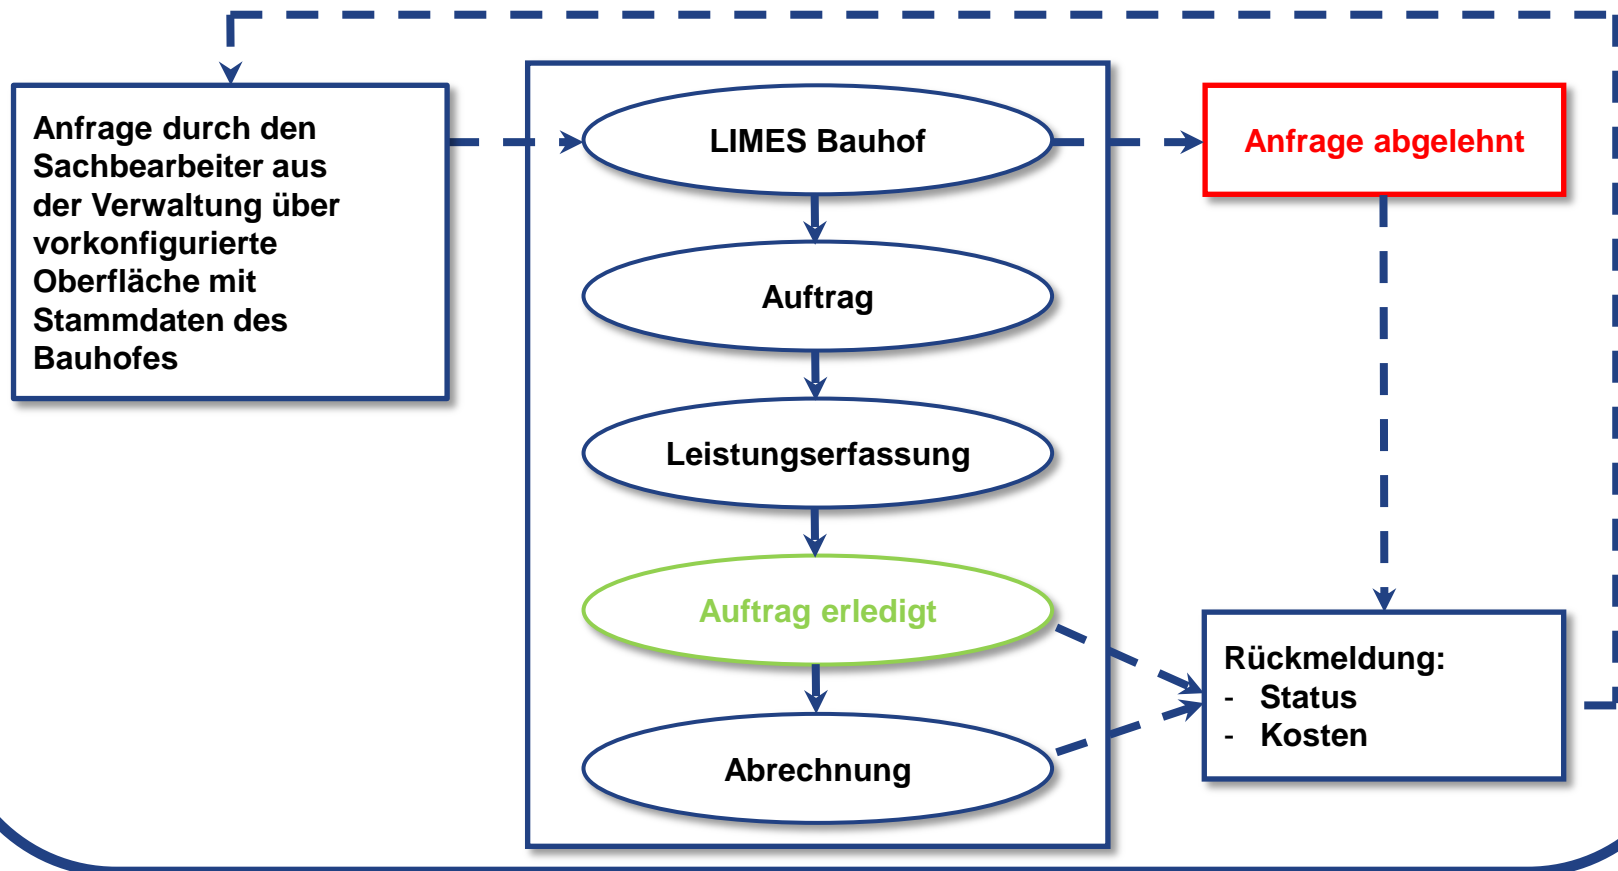 Anfrage durch den
Sachbearbeiter aus
der Verwaltung über
vorkonfigurierte
Oberfläche mit
Stammdaten des
Bauhofes
LIMES Bauhof
Auftrag
Leistungserfassung
Auftrag erledigt
Abrechnung
Anfrage abgelehnt
Rückmeldung:
- Status
- Kosten